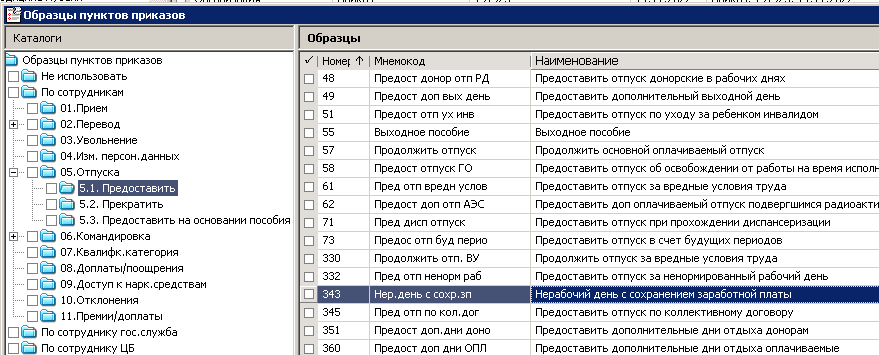 Образцы пунктов приказов
Каталоги
Образцы пунктов приказов
Не использовать
По сотрудникам
01.Прием
02.Перевод
03.Увольнение
04.Изм. персон.данных
05.Отпуска
5.1. Предоставить
5.2. Прекратить
5.3. Предоставить на основании пособия
06.Командировка
07.Квалифк.категория
08.Доплаты/поощрения
09.Доступ к нарк.средствам
10.Отклонения
11.Премии/доплаты
По сотруднику гос.служба
По сотруднику ЦБ
Образцы
Номер Мнемокод Наименование
48 Предост донор отп РД Предоставить отпуск донорские в рабочих днях
49 Предост доп вых день Предоставить дополнительный выходной день
51 Предост отп ух инв Предоставить отпуск по уходу за ребенком инвалидом
55 Выходное пособие Выходное пособие
57 Продолжить отпуск Продолжить основной оплачиваемый отпуск
58 Предост отпуск ГО Предоставить отпуск об освобождении от работы на время испол
61 Пред отп вредн услов Предоставить отпуск за вредные условия труда
62 Предост доп отп АЭС Предоставить доп оплачиваемый отпуск подвергшимся радиоакти
71 Пред дисп отпуск Предоставить отпуск при прохождении диспансеризации
73 Предос отп буд перио Предоставить отпуск в счет будущих периодов
330 Продолжить отп. ВУ Продолжить отпуск за вредные условия труда
332 Пред отп ненорм раб Предоставить отпуск за ненормированный рабочий день
343 Нер.день с сохр.зп Нерабочий день с сохранением заработной платы
345 Пред отп по кол.дог Предоставить отпуск по коллективному договору
351 Предост доп.дни доно Предоставить дополнительные дни отдыха донорам
360 Предост доп дни ОПЛ Предоставить дополнительные дни отдыха оплачиваемые